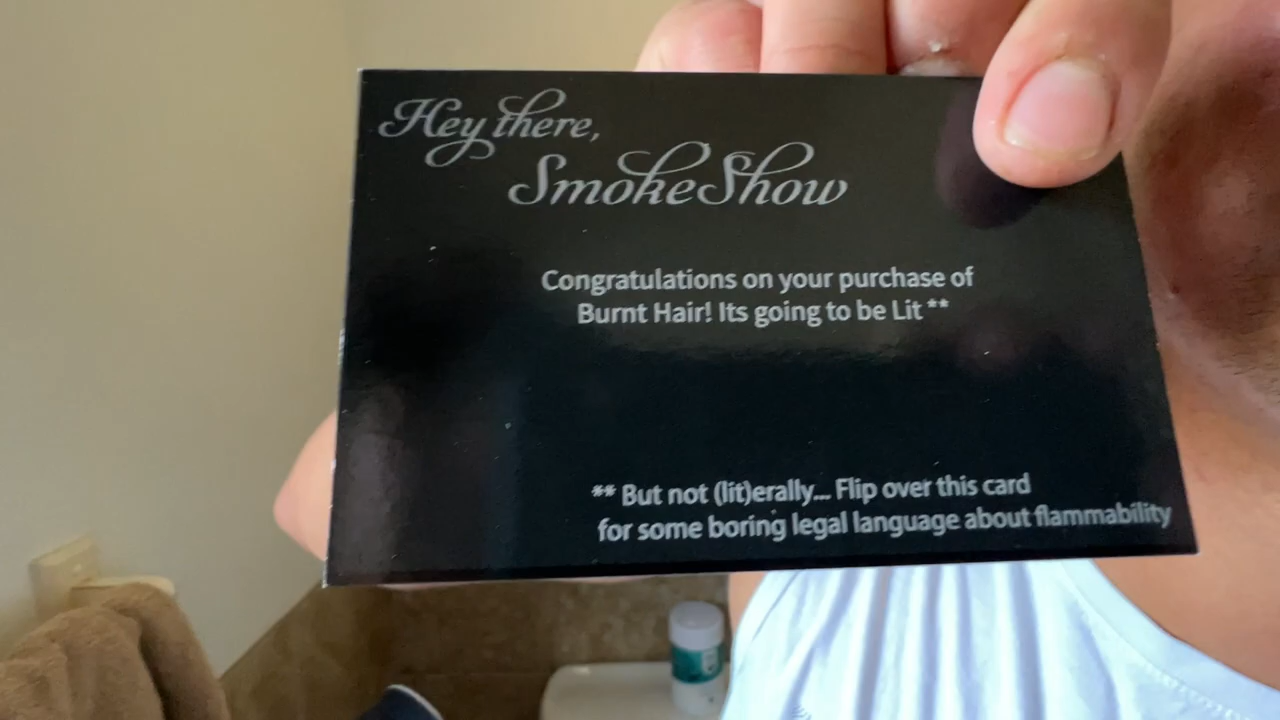 Hey there,
SmokeShow
Congratulations on your purchase of
Burnt Hair! Its going to be Lit **
** But not (lit)erally... Flip over this card
for some boring legal language about flammability